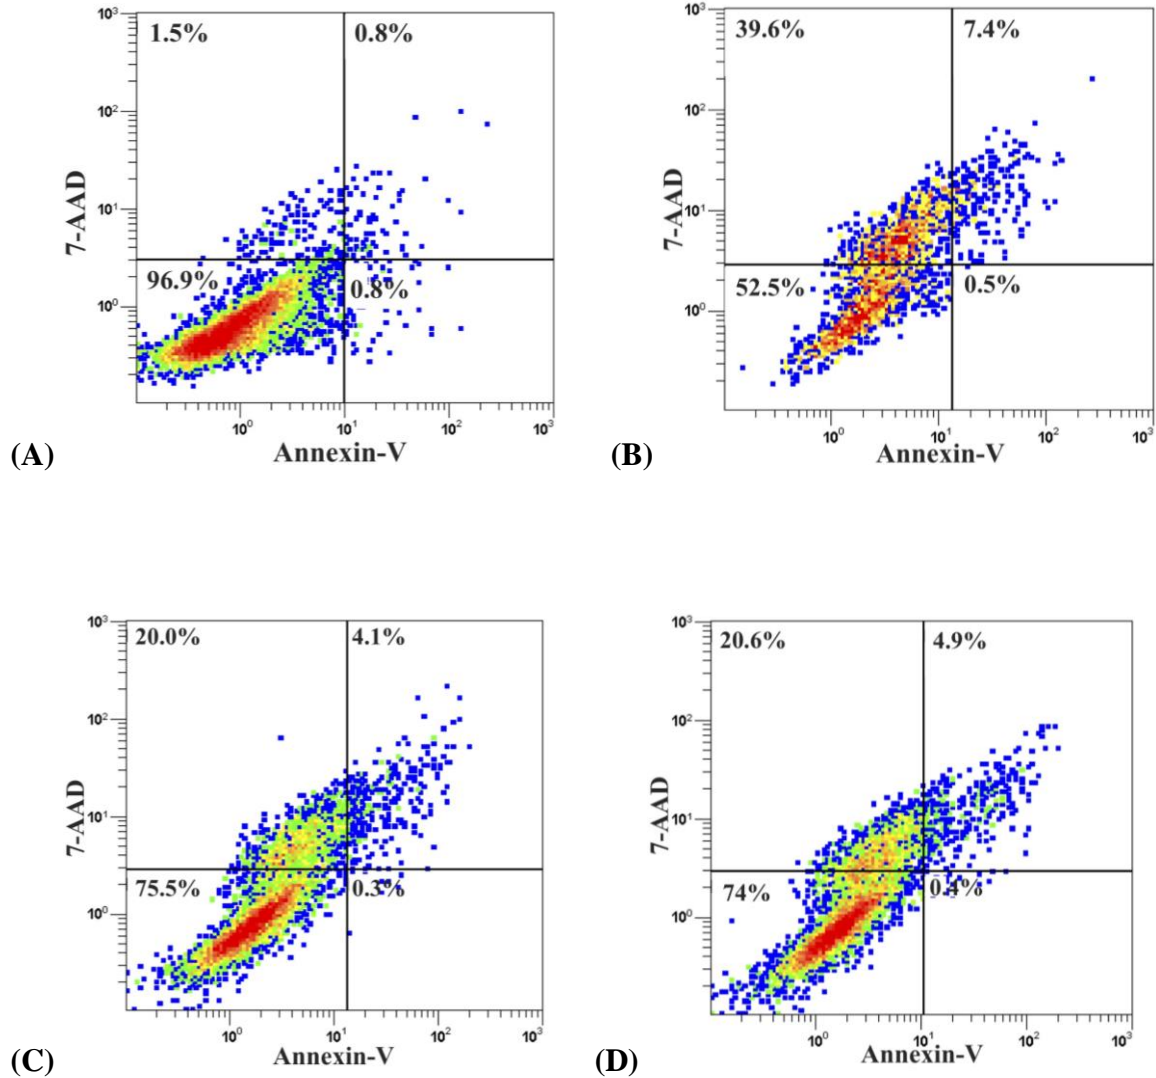 10³
1.5% 0.8%
10²
7-AAD
10¹
96.9% 0.8%
10⁰
10⁰ 10¹ 10² 10³
(A) Annexin-V
10³
39.6% 7.4%
10²
7-AAD
10¹
52.5% 0.5%
10⁰
10⁰ 10¹ 10² 10³
(B) Annexin-V
10³
20.0% 4.1%
10²
7-AAD
10¹
75.5% 0.3%
10⁰
10⁰ 10¹ 10² 10³
(C) Annexin-V
10³
20.6% 4.9%
10²
7-AAD
10¹
74% 0.4%
10⁰
10⁰ 10¹ 10² 10³
(D) Annexin-V